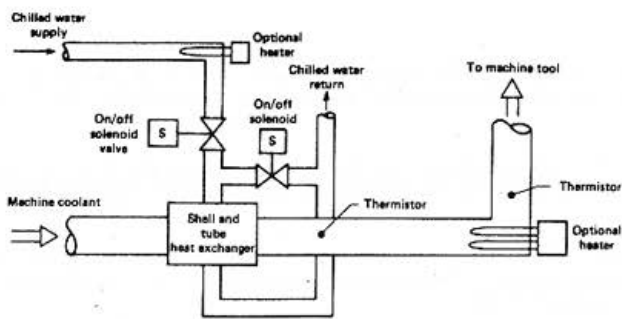 Chilled water
supply
Optional
heater
Chilled water
return
To machine tool
On/off
solenoid
valve
S
On/off
solenoid
S
Machine coolant
Shell and
tube
heat exchanger
Thermistor
Thermistor
Optional
heater